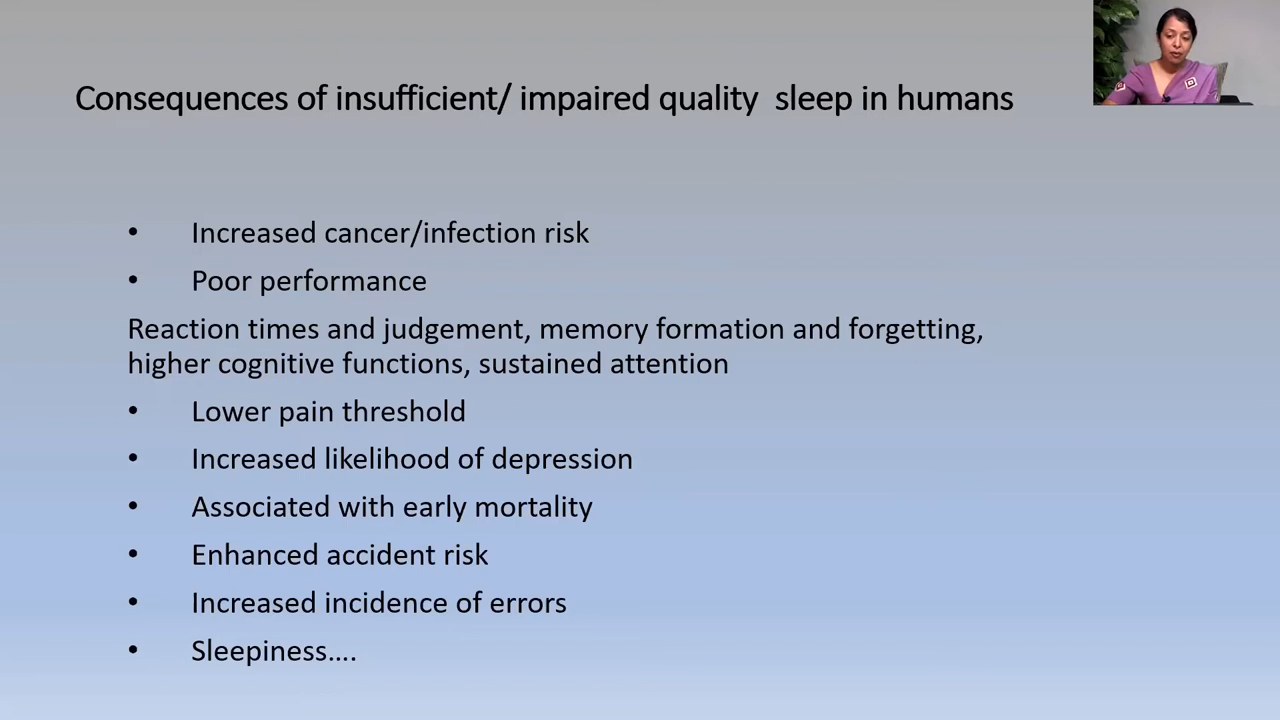 Consequences of insufficient/ impaired quality  sleep in humans
• Increased cancer/infection risk
• Poor performance
Reaction times and judgement, memory formation and forgetting,
higher cognitive functions, sustained attention
• Lower pain threshold
• Increased likelihood of depression
• Associated with early mortality
• Enhanced accident risk
• Increased incidence of errors
• Sleepiness....